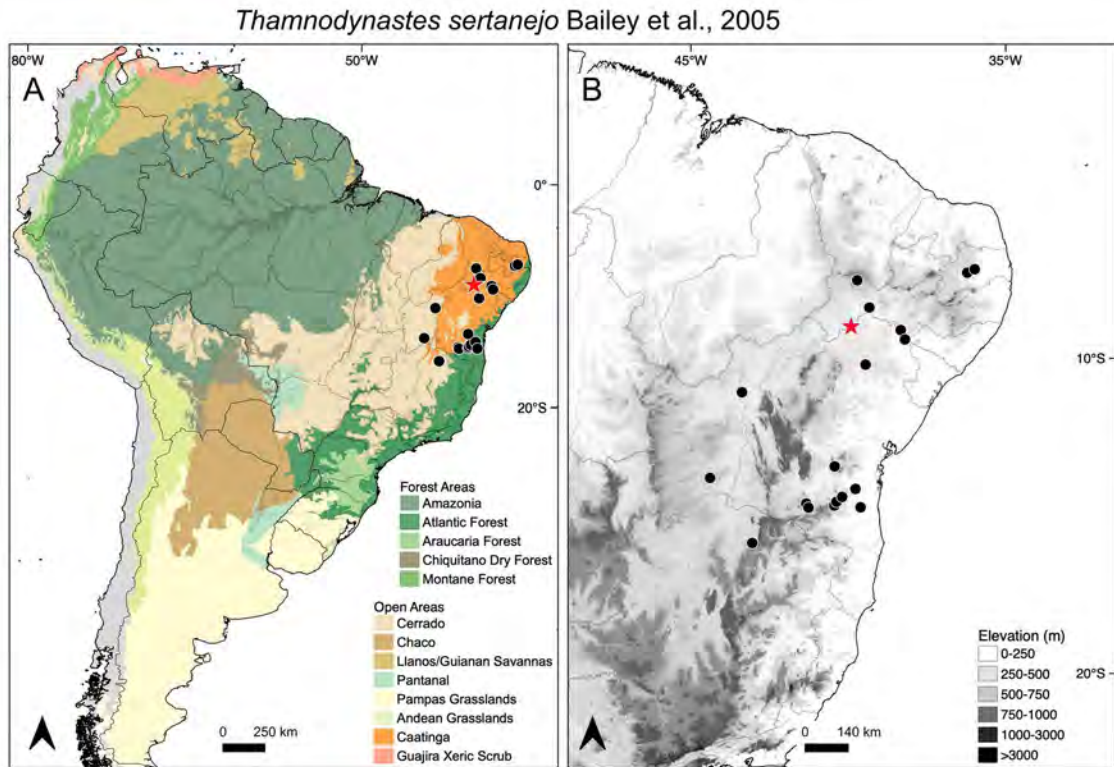 Thamnodynastes sertanejo Bailey et al., 2005
A
80°W
50°W
0°
20°S
Forest Areas
Amazonia
Atlantic Forest
Araucaria Forest
Chiquitano Dry Forest
Montane Forest
Open Areas
Cerrado
Chaco
Llanos/Guianan Savannas
Pantanal
Pampas Grasslands
Andean Grasslands
Caatinga
Guajira Xeric Scrub
0 250 km
B
45°W
35°W
10°S
20°S
Elevation (m)
0-250
250-500
500-750
750-1000
1000-3000
>3000
0 140 km